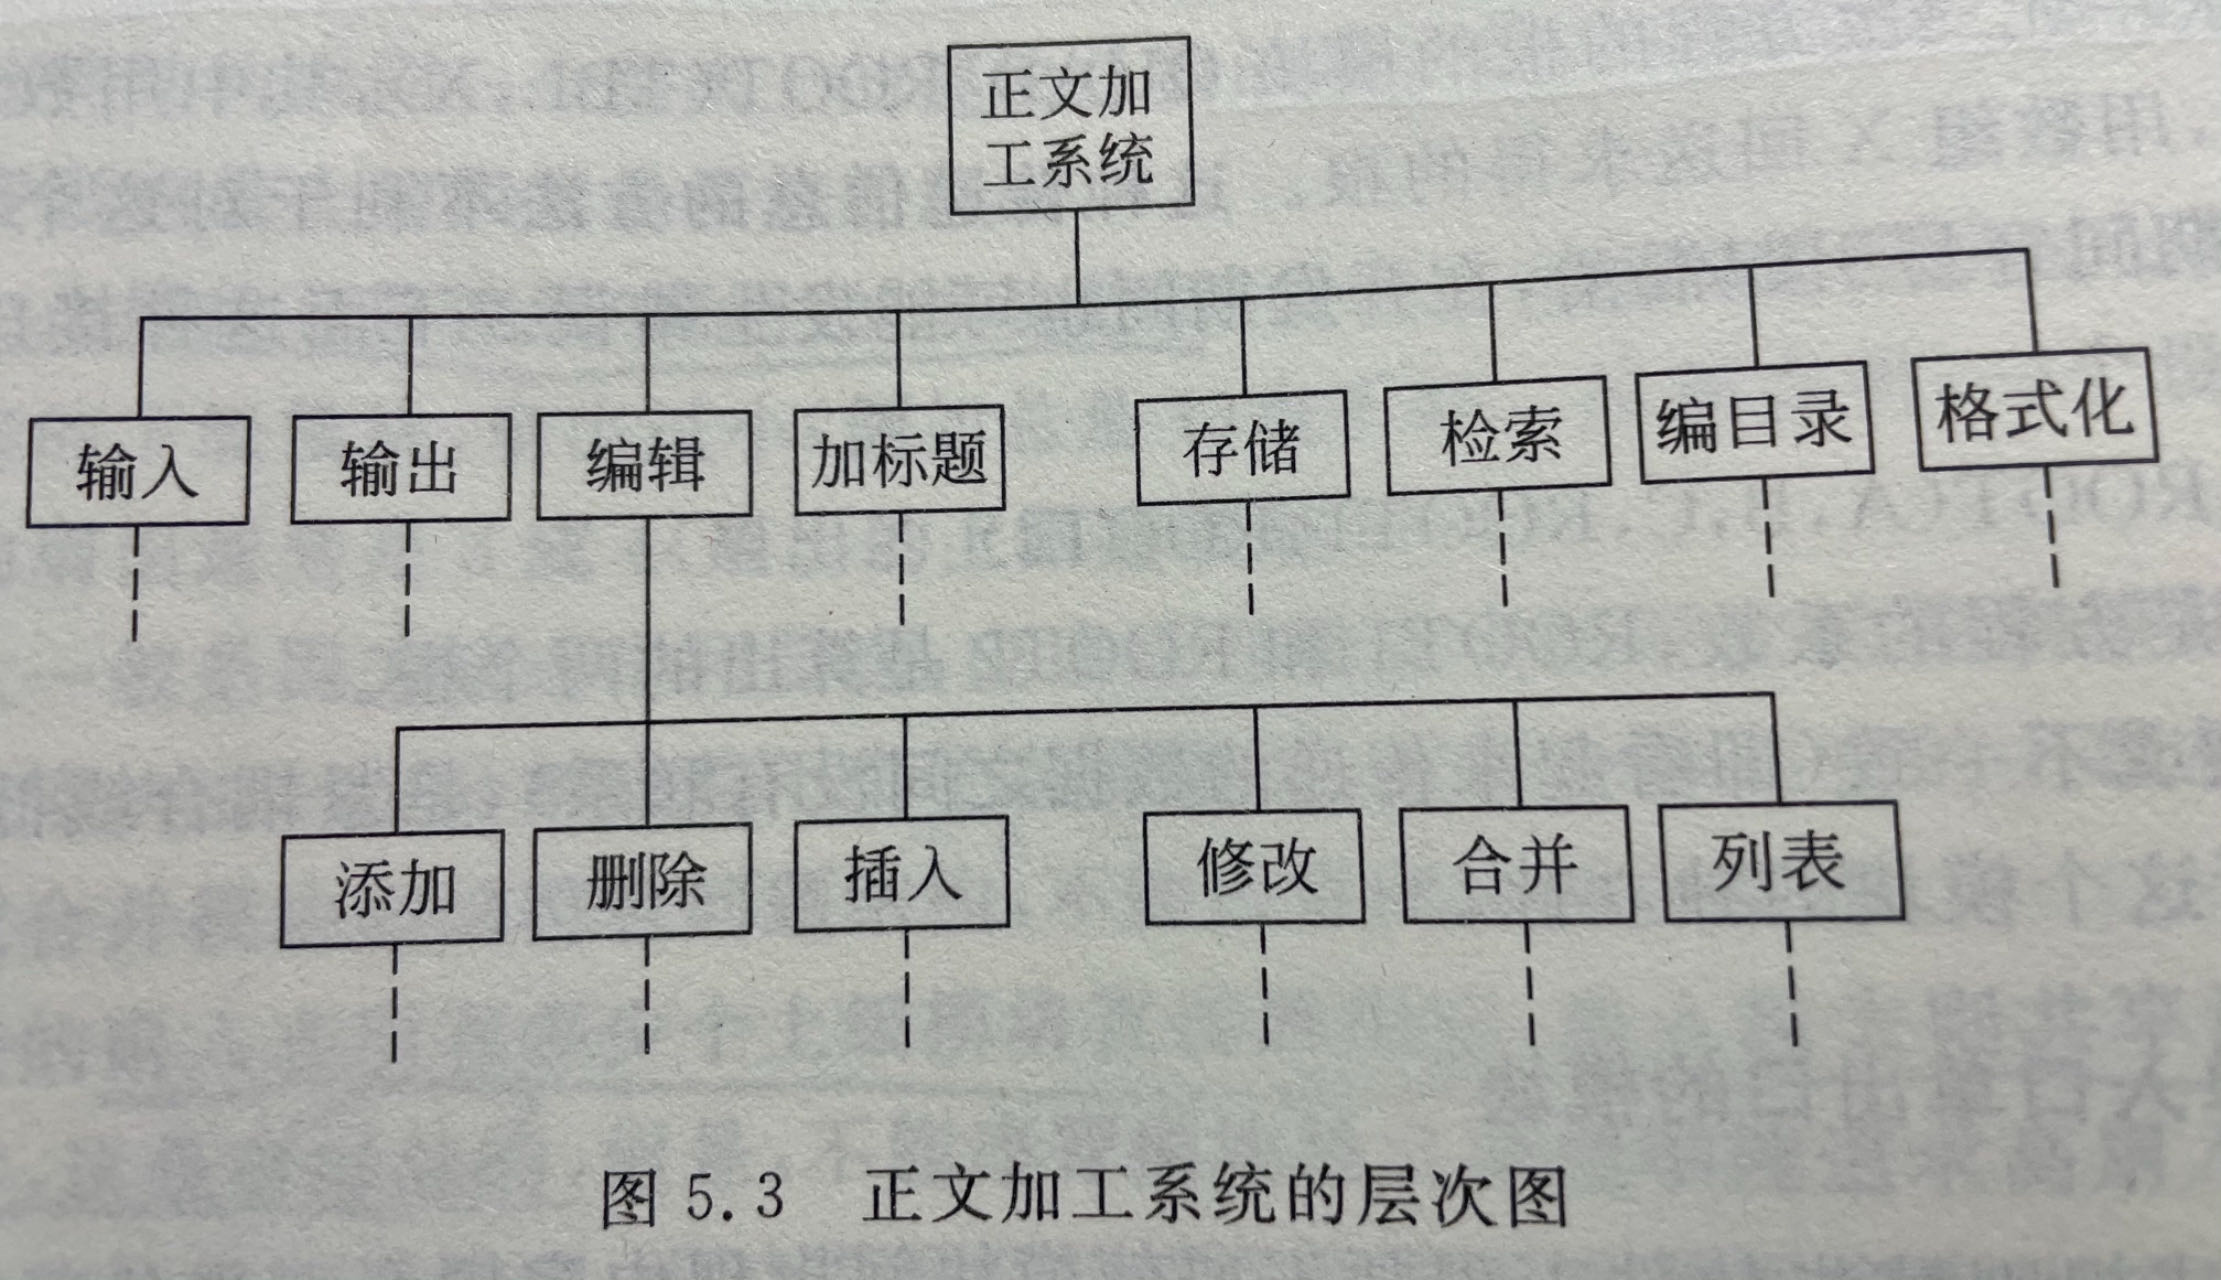 正文加
工系统
输入
输出
编辑
加标题
存储
检索
编目录
格式化
添加
删除
插入
修改
合并
列表
图 5.3 正文加工系统的层次图